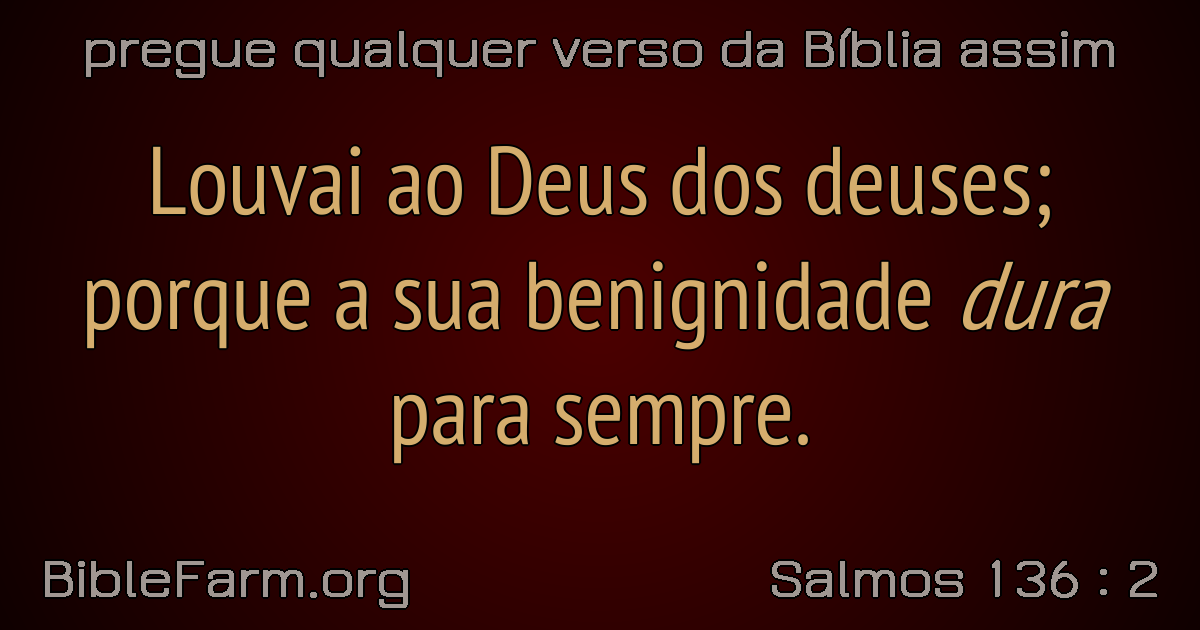 pregue qualquer verso da Bíblia assim
Louvai ao Deus dos deuses;
porque a sua benignidade dura
para sempre.
BibleFarm.org
Salmos 136 : 2